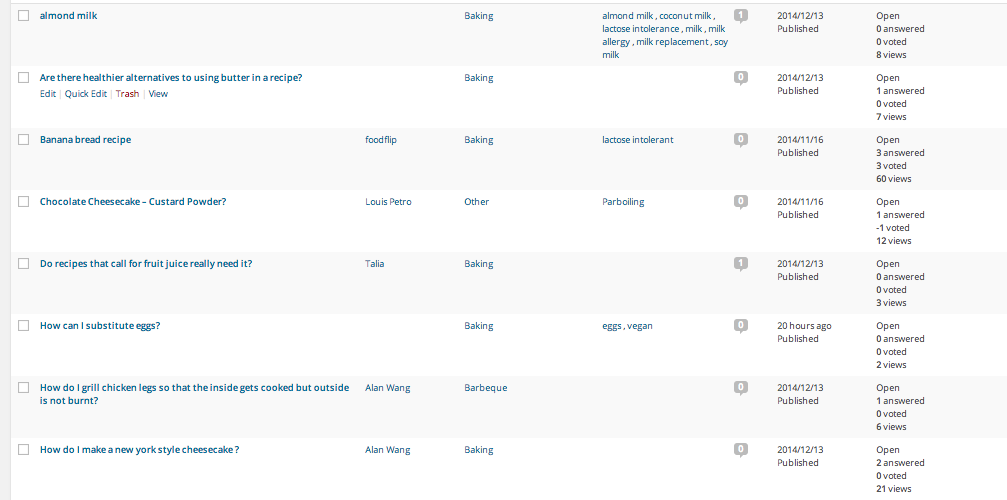 almond milk Baking almond milk , coconut milk , 1 2014/12/13 Open
lactose intolerance , milk , milk Published 0 answered
allergy , milk replacement , soy 0 voted
milk 8 views
Are there healthier alternatives to using butter in a recipe? Baking 0 2014/12/13 Open
Edit | Quick Edit | Trash | View Published 1 answered
0 voted
7 views
Banana bread recipe foodflip Baking lactose intolerant 0 2014/11/16 Open
Published 3 answered
3 voted
60 views
Chocolate Cheesecake – Custard Powder? Louis Petro Other Parboiling 0 2014/11/16 Open
Published 1 answered
-1 voted
12 views
Do recipes that call for fruit juice really need it? Talia Baking 1 2014/12/13 Open
Published 0 answered
0 voted
3 views
How can I substitute eggs? Baking eggs , vegan 0 20 hours ago Open
Published 0 answered
0 voted
2 views
How do I grill chicken legs so that the inside gets cooked but outside Alan Wang Barbeque 0 2014/12/13 Open
is not burnt? Published 1 answered
0 voted
6 views
How do I make a new york style cheesecake ? Alan Wang Baking 0 2014/12/13 Open
Published 2 answered
0 voted
21 views